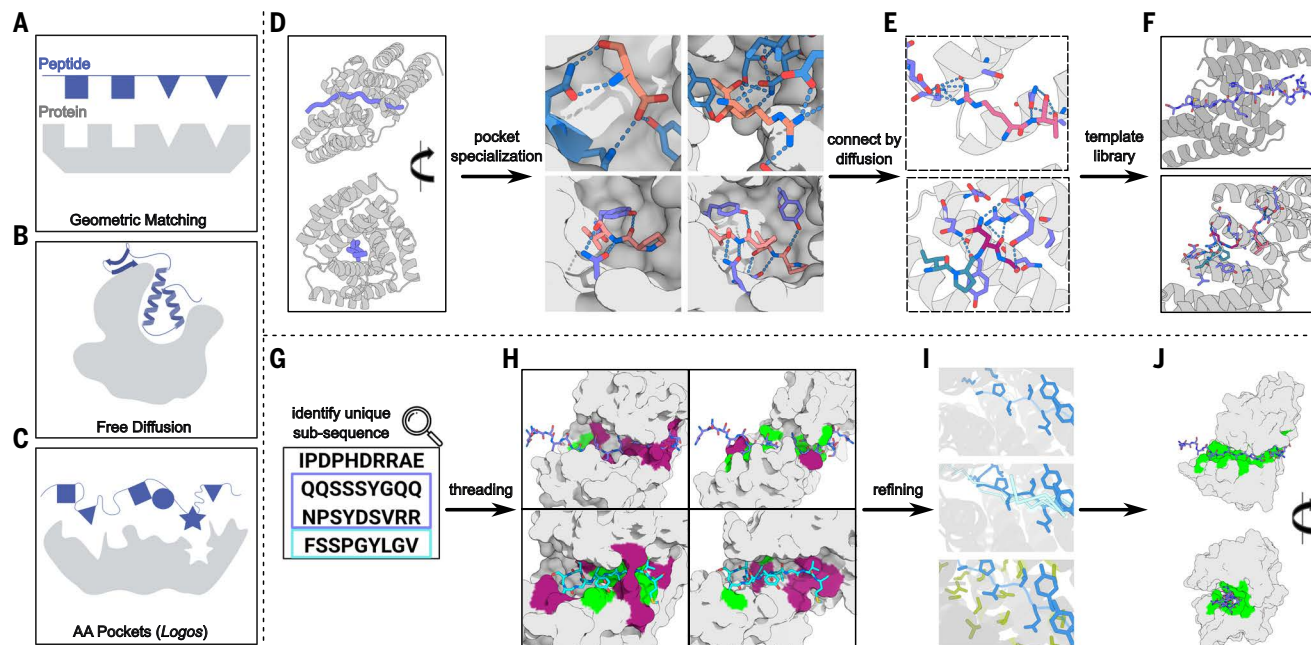 A
Peptide
Protein
Geometric Matching
B
Free Diffusion
C
AA Pockets (Logos)
D
pocket
specialization
connect by
diffusion
E
template
library
F
G
identify unique
sub-sequence
IPDPHDRRAE
QQSSSYGQQ
NPSYDSVRR
FSSPGYLGV
threading
H
refining
I
J